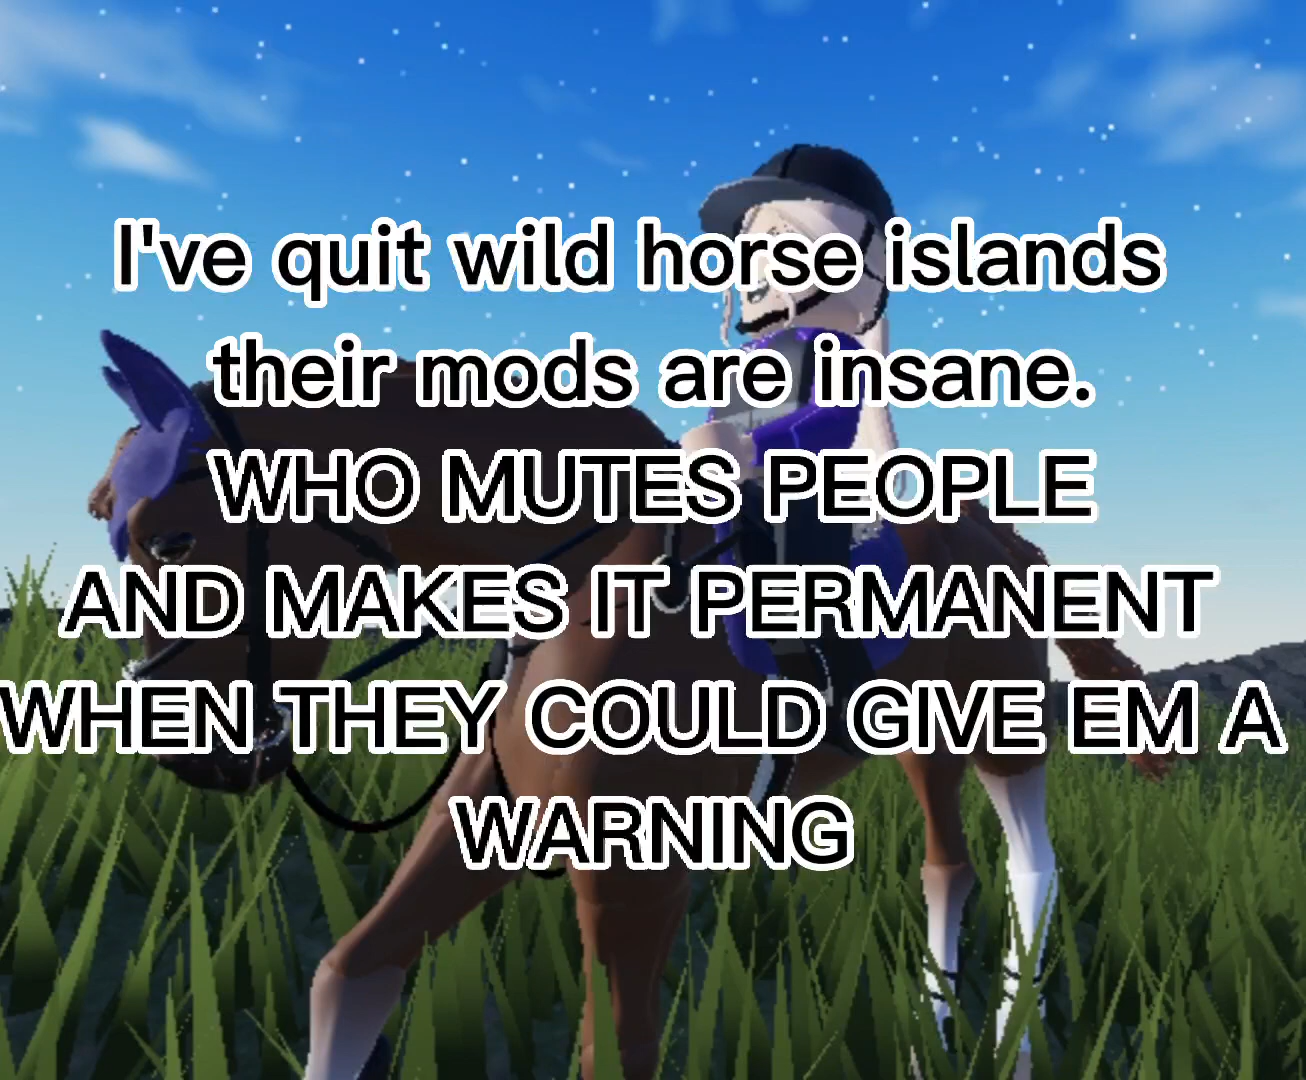 I've quit wild horse islands
their mods are insane.
WHO MUTES PEOPLE
AND MAKES IT PERMANENT
WHEN THEY COULD GIVE EM A
WARNING